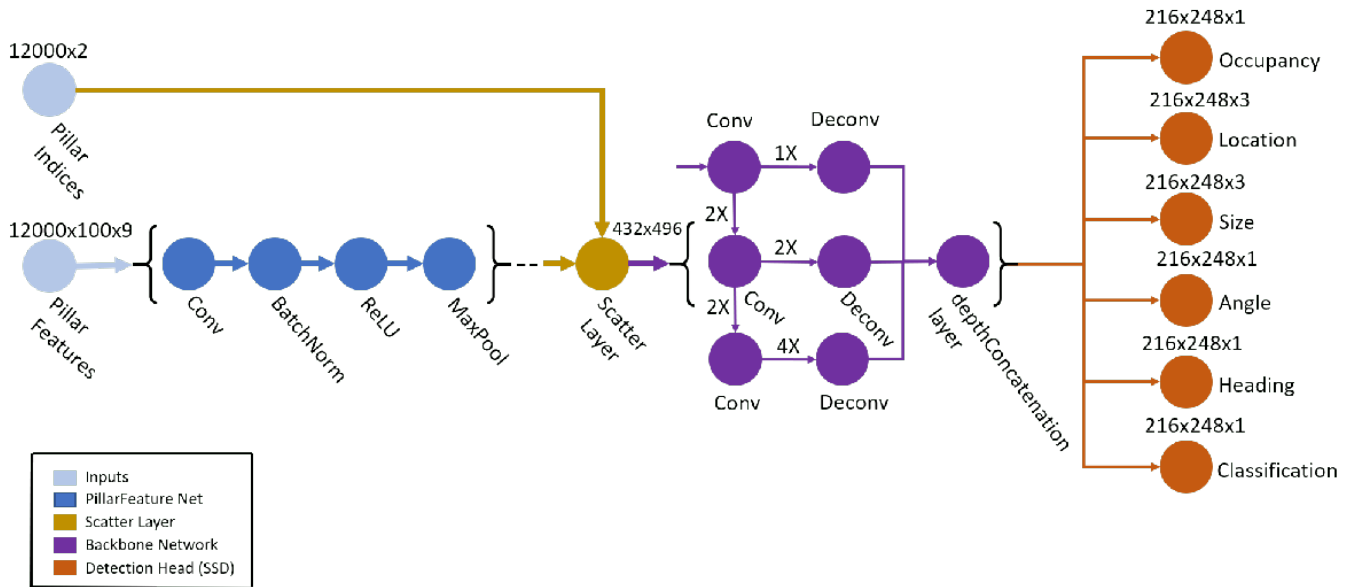 12000x2
Pillar
Indices
12000x100x9
Pillar
Features
Conv
BatchNorm
ReLU
MaxPool
Scatter
Layer
432x496
Conv
Deconv
1X
2X
2X
Conv
Deconv
2X
4X
Conv
Deconv
depthConcatenation
layer
216x248x1
Occupancy
216x248x3
Location
216x248x3
Size
216x248x1
Angle
216x248x1
Heading
216x248x1
Classification
Inputs
PillarFeature Net
Scatter Layer
Backbone Network
Detection Head (SSD)